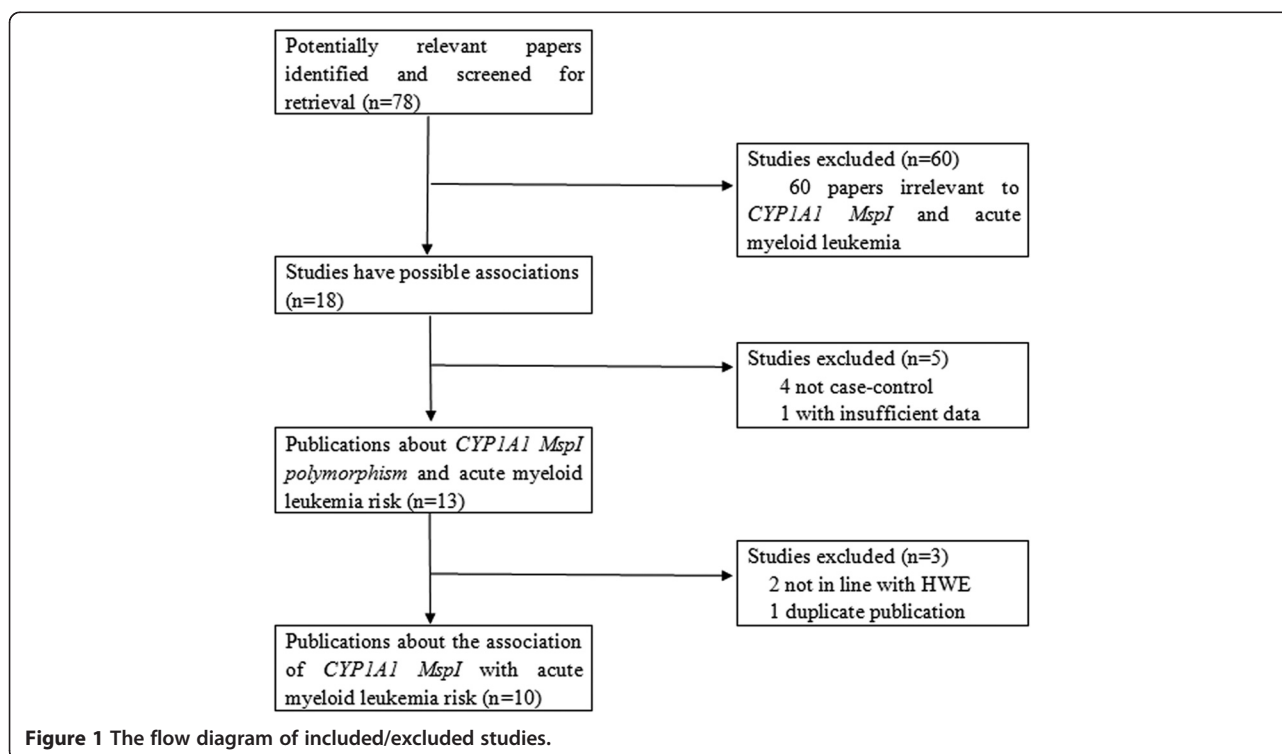 Potentially relevant papers
identified and screened for
retrieval (n=78)
Studies excluded (n=60)
60 papers irrelevant to
CYP1A1 MspI and acute
myeloid leukemia
Studies have possible associations
(n=18)
Studies excluded (n=5)
4 not case-control
1 with insufficient data
Publications about CYP1A1 MspI
polymorphism and acute myeloid
leukemia risk (n=13)
Studies excluded (n=3)
2 not in line with HWE
1 duplicate publication
Publications about the association
of CYP1A1 MspI with acute
myeloid leukemia risk (n=10)
Figure 1 The flow diagram of included/excluded studies.